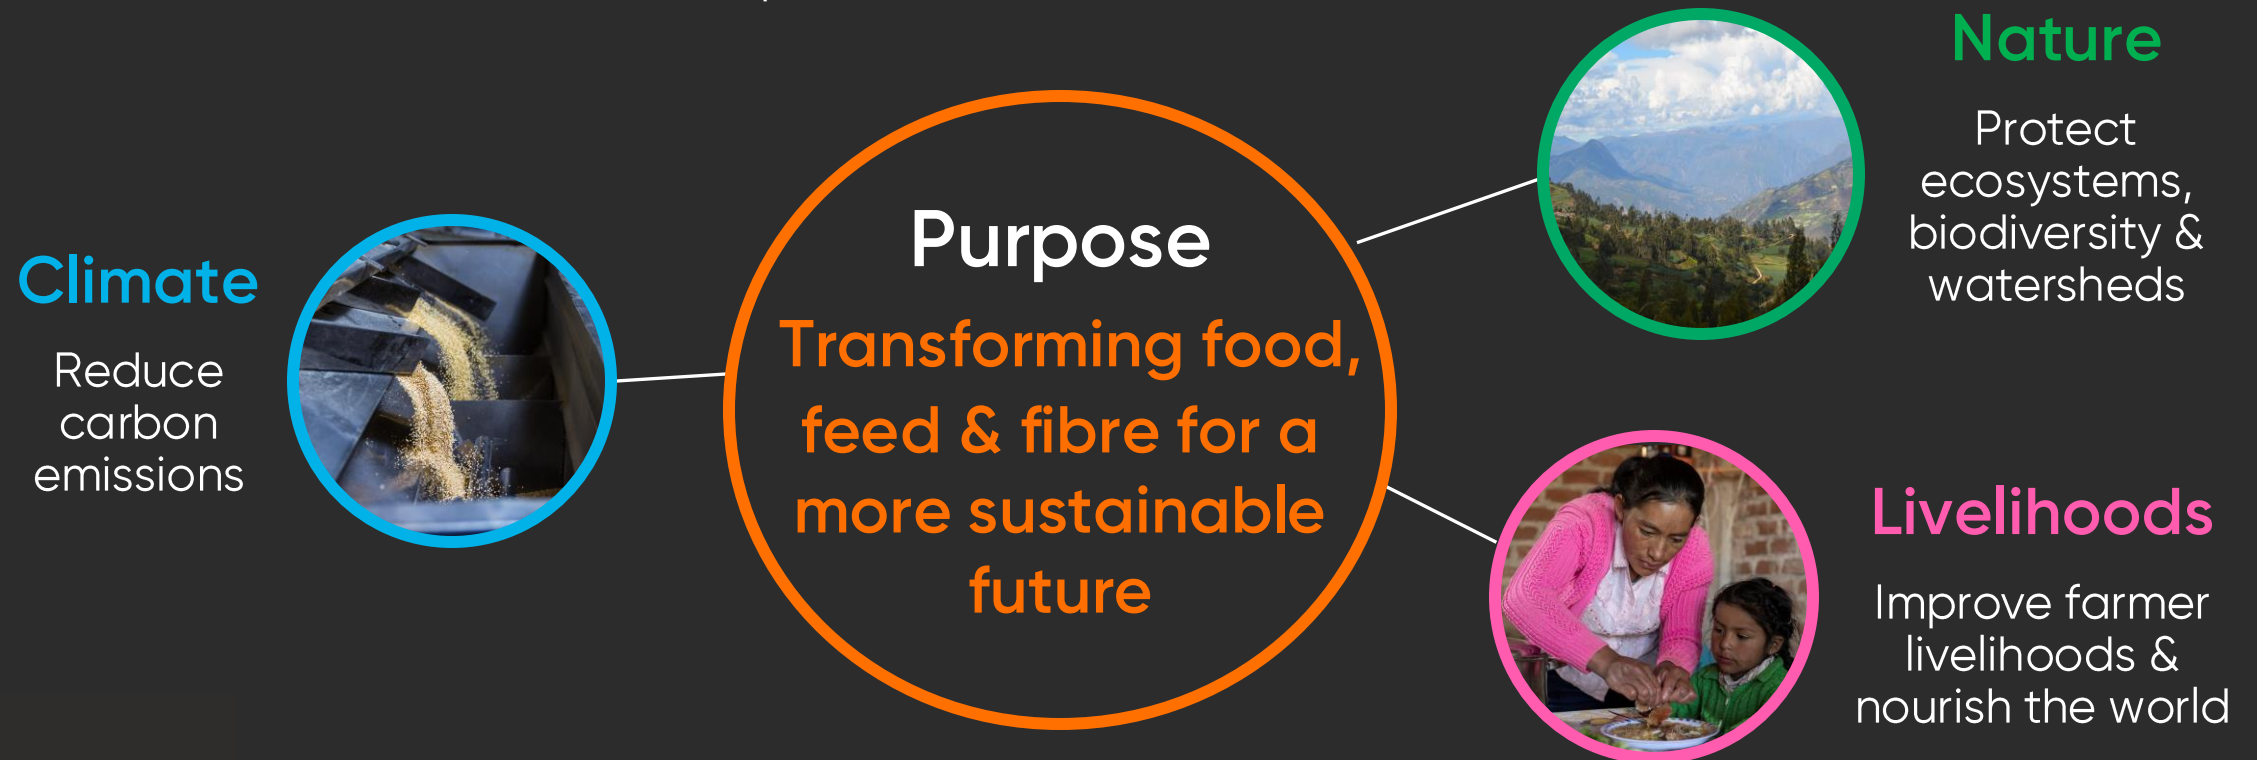 Climate
Reduce
carbon
emissions
Purpose
Transforming food,
feed & fibre for a
more sustainable
future
Nature
Protect
ecosystems,
biodiversity &
watersheds
Livelihoods
Improve farmer
livelihoods &
nourish the world